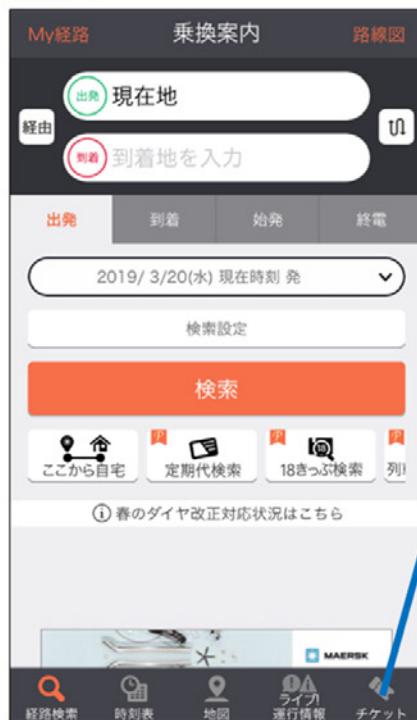 My経路 乗換案内 路線図
出発 現在地
経由
到着 到着地を入力
出発 到着 始発 終電
2019/ 3/20(水) 現在時刻 発
検索設定
検索
P P P
18
ここから自宅 定期代検索 18きっぷ検索 列
i 春のダイヤ改正対応状況はこちら
MAERSK
経路検索 時刻表 地図 ライブ! 運行情報 チケット